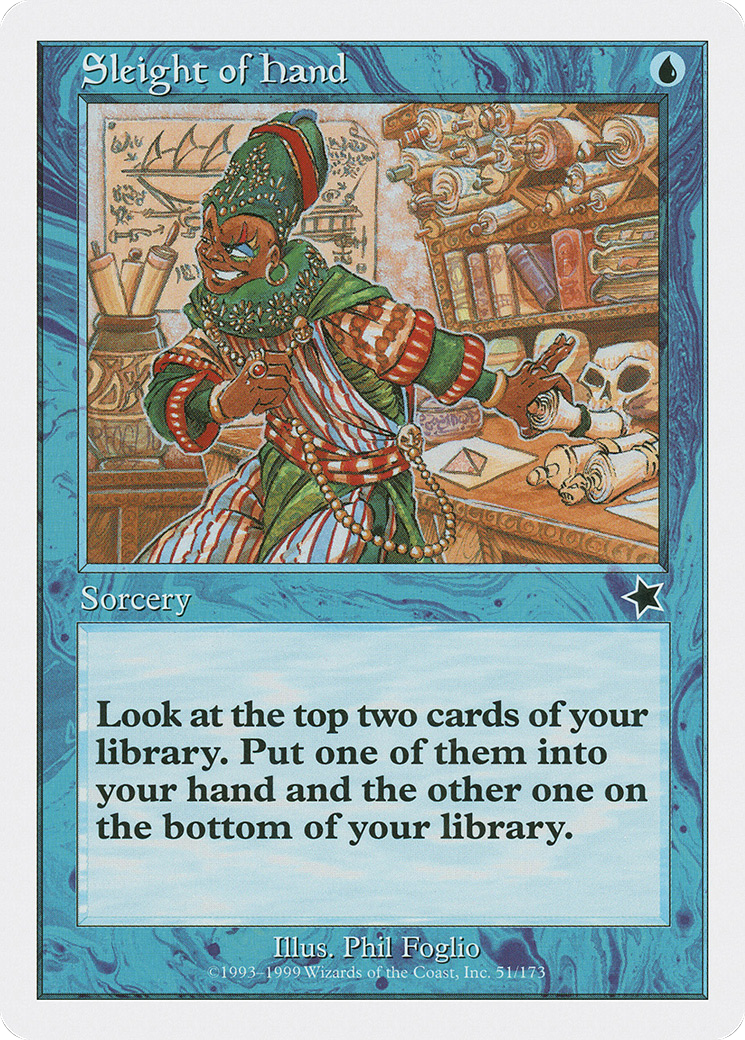 Sleight of Hand
Sorcery
Look at the top two cards of your
library. Put one of them into
your hand and the other one on
the bottom of your library.
Illus. Phil Foglio
©1993–1999 Wizards of the Coast, Inc. 51/173